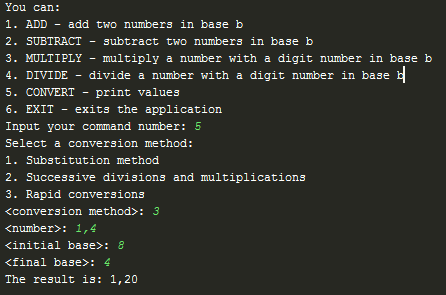 You can:
1. ADD - add two numbers in base b
2. SUBTRACT - subtract two numbers in base b
3. MULTIPLY - multiply a number with a digit number in base b
4. DIVIDE - divide a number with a digit number in base b
5. CONVERT - print values
6. EXIT - exits the application
Input your command number: 5
Select a conversion method:
1. Substitution method
2. Successive divisions and multiplications
3. Rapid conversions
<conversion method>: 3
<number>: 1,4
<initial base>: 8
<final base>: 4
The result is: 1,20